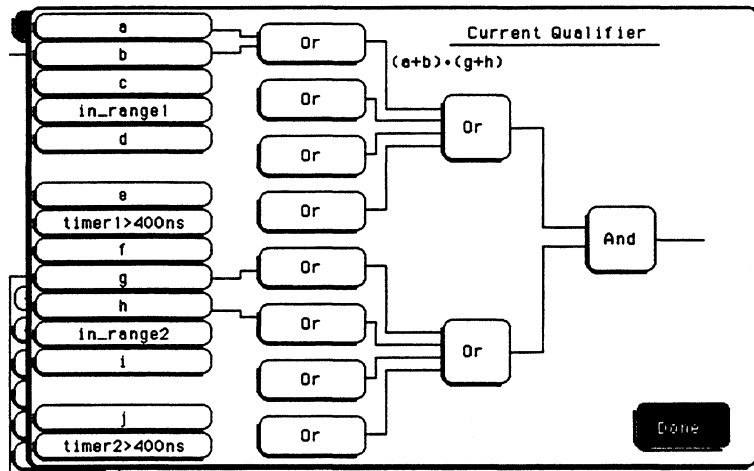 Current Qualifier
(a+b)•(g+h)
a
b
c
in_range1
d
e
timer1>400ns
f
g
h
in_range2
i
j
timer2>400ns
Or
Or
Or
Or
Or
Or
Or
Or
Or
Or
And
Done